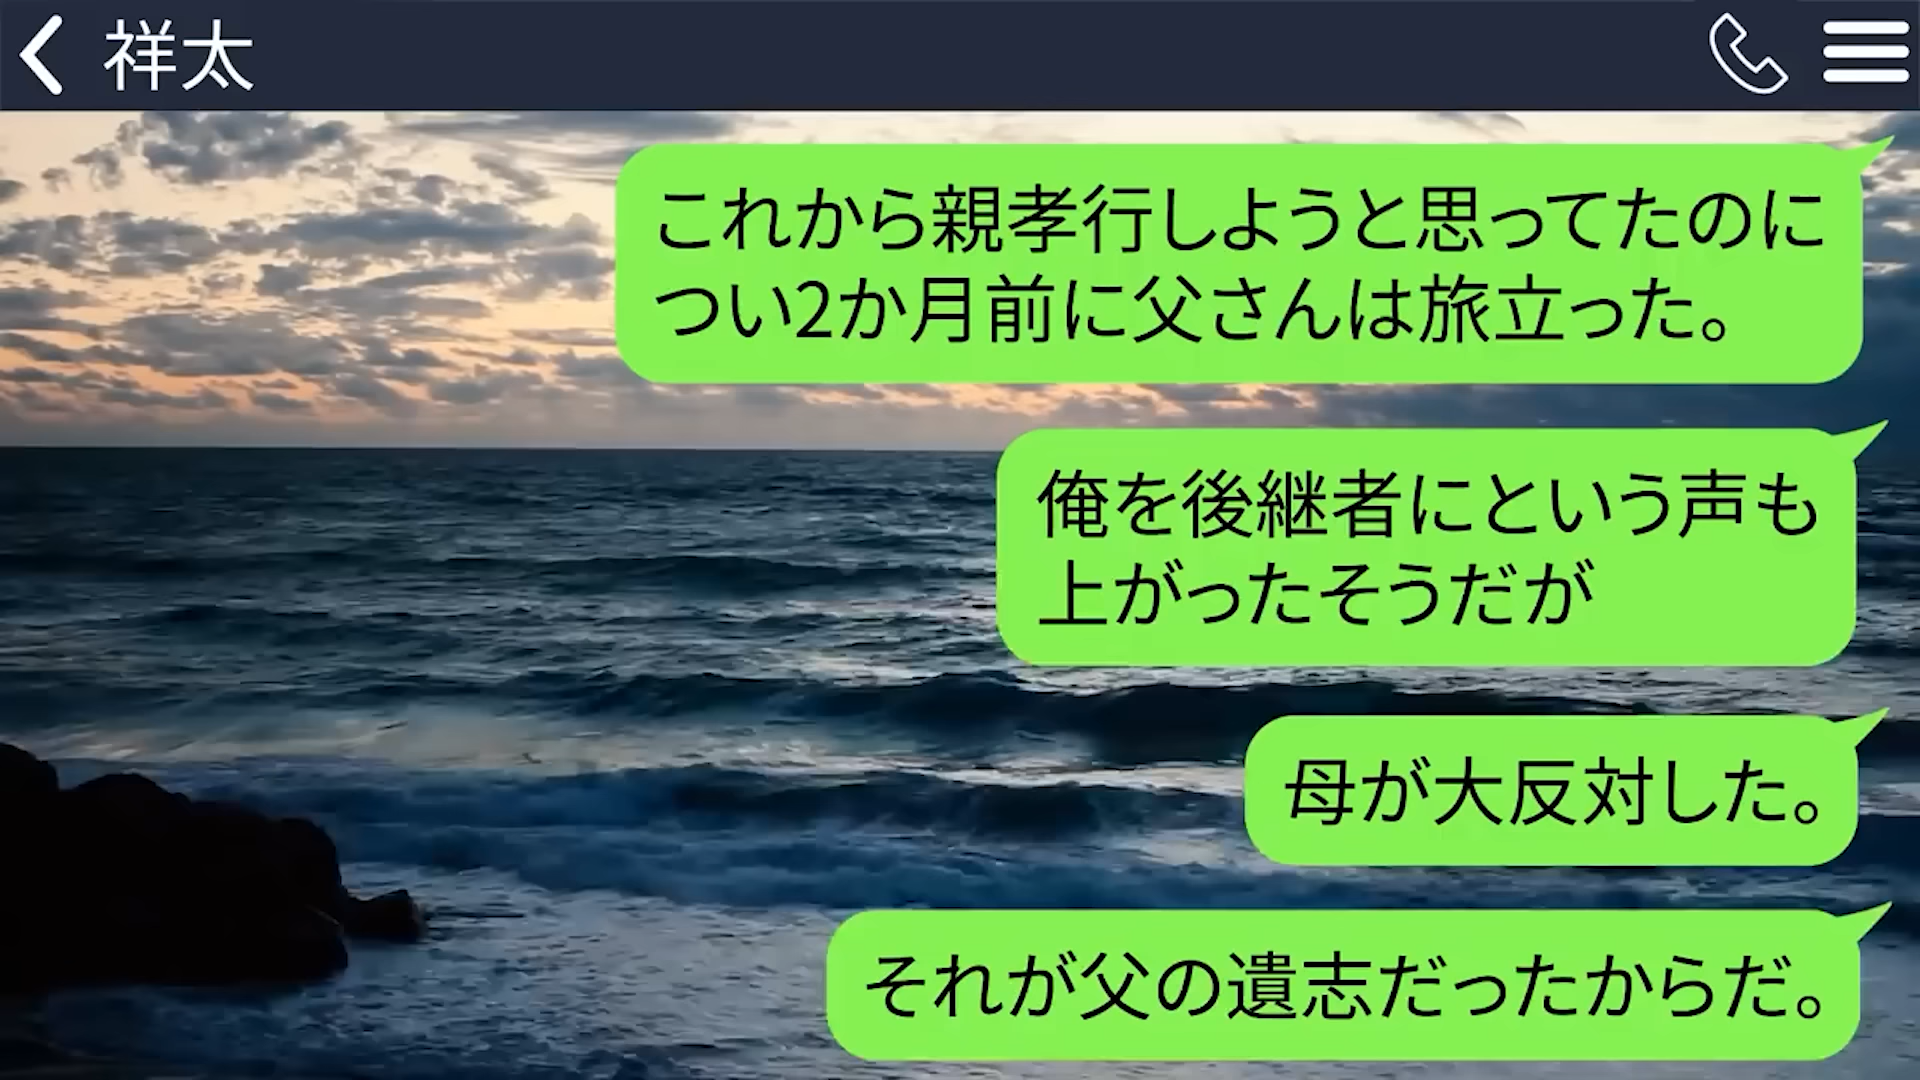 祥太
これから親孝行しようと思ってたのに
つい2か月前に父さんは旅立った。
俺を後継者にという声も
上がったそうだが
母が大反対した。
それが父の遺志だったからだ。